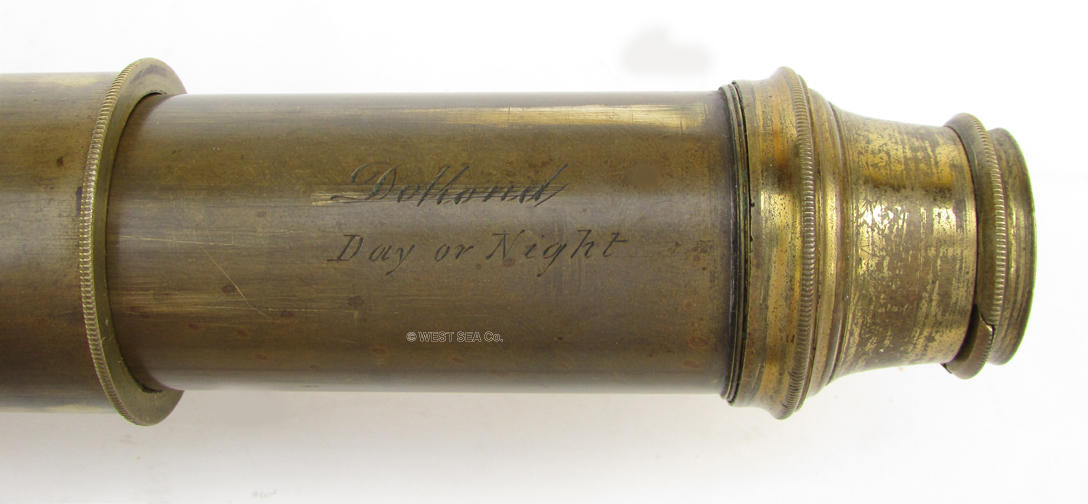 Dollond
Day or Night
© WEST SEA Co.